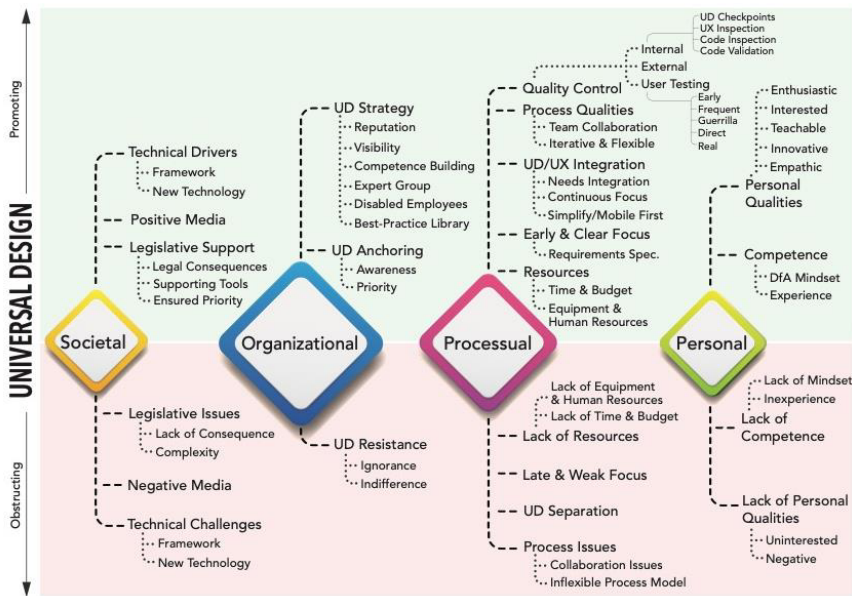 UNIVERSAL DESIGN
Promoting
Obstructing
Societal
Technical Drivers
Framework
New Technology
Positive Media
Legislative Support
Legal Consequences
Supporting Tools
Ensured Priority
Legislative Issues
Lack of Consequence
Complexity
Negative Media
Technical Challenges
Framework
New Technology
Organizational
UD Strategy
Reputation
Visibility
Competence Building
Expert Group
Disabled Employees
Best-Practice Library
UD Anchoring
Awareness
Priority
UD Resistance
Ignorance
Indifference
Processual
Quality Control
Internal
UD Checkpoints
UX Inspection
Code Inspection
Code Validation
External
User Testing
Early
Frequent
Guerrilla
Direct
Real
Process Qualities
Team Collaboration
Iterative & Flexible
UD/UX Integration
Needs Integration
Continuous Focus
Simplify/Mobile First
Early & Clear Focus
Requirements Spec.
Resources
Time & Budget
Equipment &
Human Resources
Lack of Equipment
& Human Resources
Lack of Time & Budget
Lack of Resources
Late & Weak Focus
UD Separation
Process Issues
Collaboration Issues
Inflexible Process Model
Personal
Enthusiastic
Interested
Teachable
Innovative
Empathic
Personal
Qualities
Competence
DfA Mindset
Experience
Lack of Mindset
Inexperience
Lack of
Competence
Lack of Personal
Qualities
Uninterested
Negative